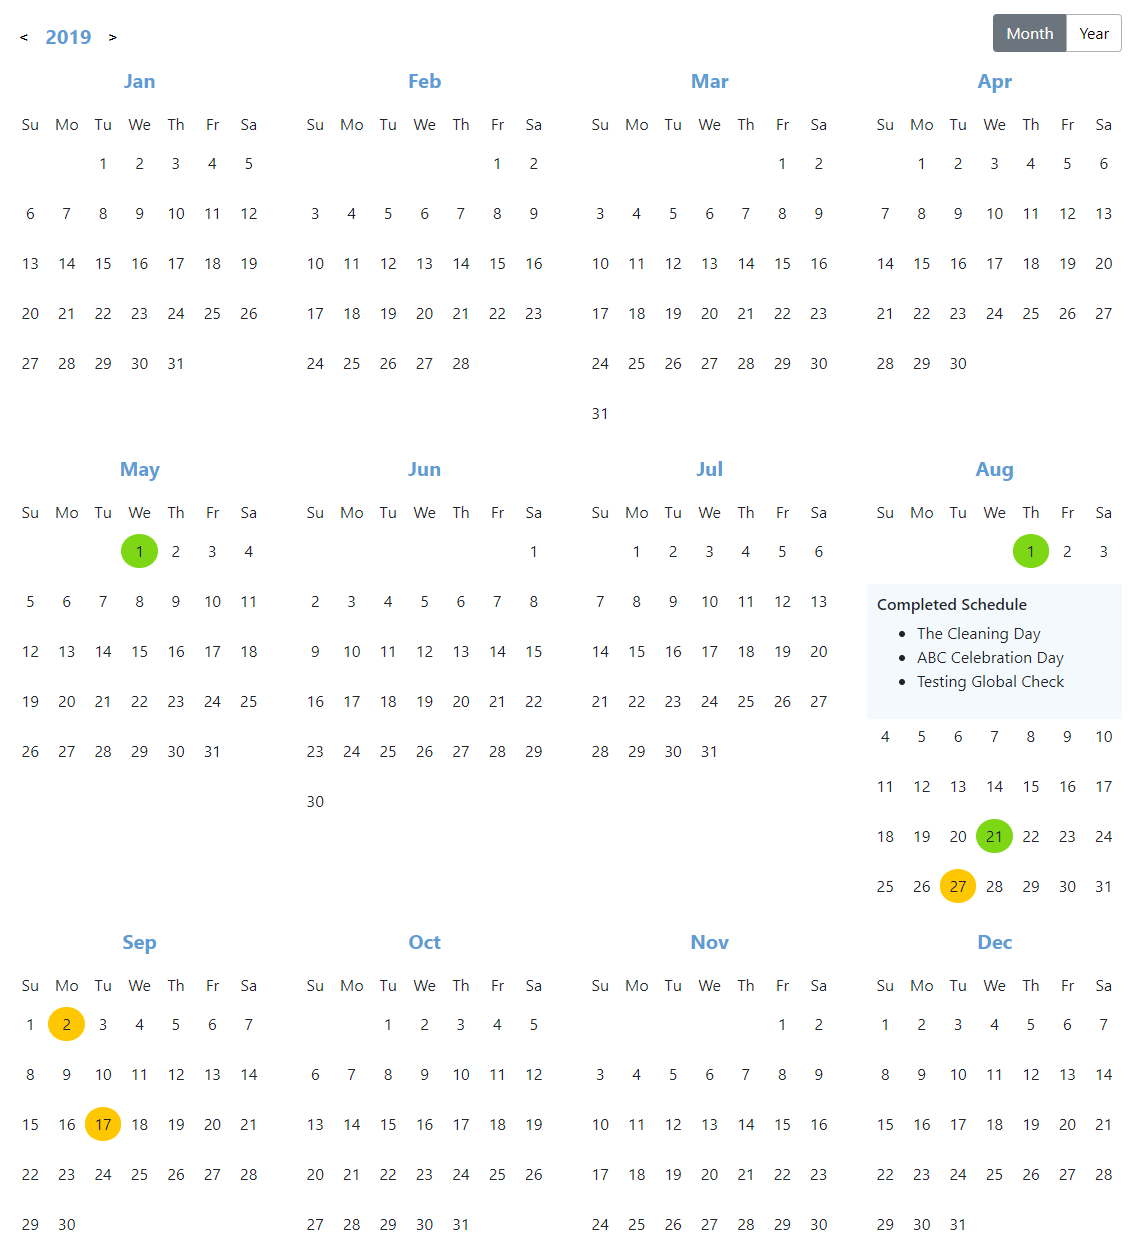 < 2019 > Month Year
Jan Feb Mar Apr
Su Mo Tu We Th Fr Sa Su Mo Tu We Th Fr Sa Su Mo Tu We Th Fr Sa Su Mo Tu We Th Fr Sa
1 2 3 4 5 1 2 1 2 1 2 3 4 5 6
6 7 8 9 10 11 12 3 4 5 6 7 8 9 3 4 5 6 7 8 9 7 8 9 10 11 12 13
13 14 15 16 17 18 19 10 11 12 13 14 15 16 10 11 12 13 14 15 16 14 15 16 17 18 19 20
20 21 22 23 24 25 26 17 18 19 20 21 22 23 17 18 19 20 21 22 23 21 22 23 24 25 26 27
27 28 29 30 31 24 25 26 27 28 24 25 26 27 28 29 30 28 29 30
31
May Jun Jul Aug
Su Mo Tu We Th Fr Sa Su Mo Tu We Th Fr Sa Su Mo Tu We Th Fr Sa Su Mo Tu We Th Fr Sa
1 2 3 4 1 1 2 3 4 5 6 1 2 3
5 6 7 8 9 10 11 2 3 4 5 6 7 8 7 8 9 10 11 12 13 Completed Schedule
• The Cleaning Day
12 13 14 15 16 17 18 9 10 11 12 13 14 15 14 15 16 17 18 19 20 • ABC Celebration Day
• Testing Global Check
19 20 21 22 23 24 25 16 17 18 19 20 21 22 21 22 23 24 25 26 27
4 5 6 7 8 9 10
26 27 28 29 30 31 23 24 25 26 27 28 29 28 29 30 31
11 12 13 14 15 16 17
30
18 19 20 21 22 23 24
25 26 27 28 29 30 31
Sep Oct Nov Dec
Su Mo Tu We Th Fr Sa Su Mo Tu We Th Fr Sa Su Mo Tu We Th Fr Sa Su Mo Tu We Th Fr Sa
1 2 3 4 5 6 7 1 2 3 4 5 1 2 1 2 3 4 5 6 7
8 9 10 11 12 13 14 6 7 8 9 10 11 12 3 4 5 6 7 8 9 8 9 10 11 12 13 14
15 16 17 18 19 20 21 13 14 15 16 17 18 19 10 11 12 13 14 15 16 15 16 17 18 19 20 21
22 23 24 25 26 27 28 20 21 22 23 24 25 26 17 18 19 20 21 22 23 22 23 24 25 26 27 28
29 30 27 28 29 30 31 24 25 26 27 28 29 30 29 30 31